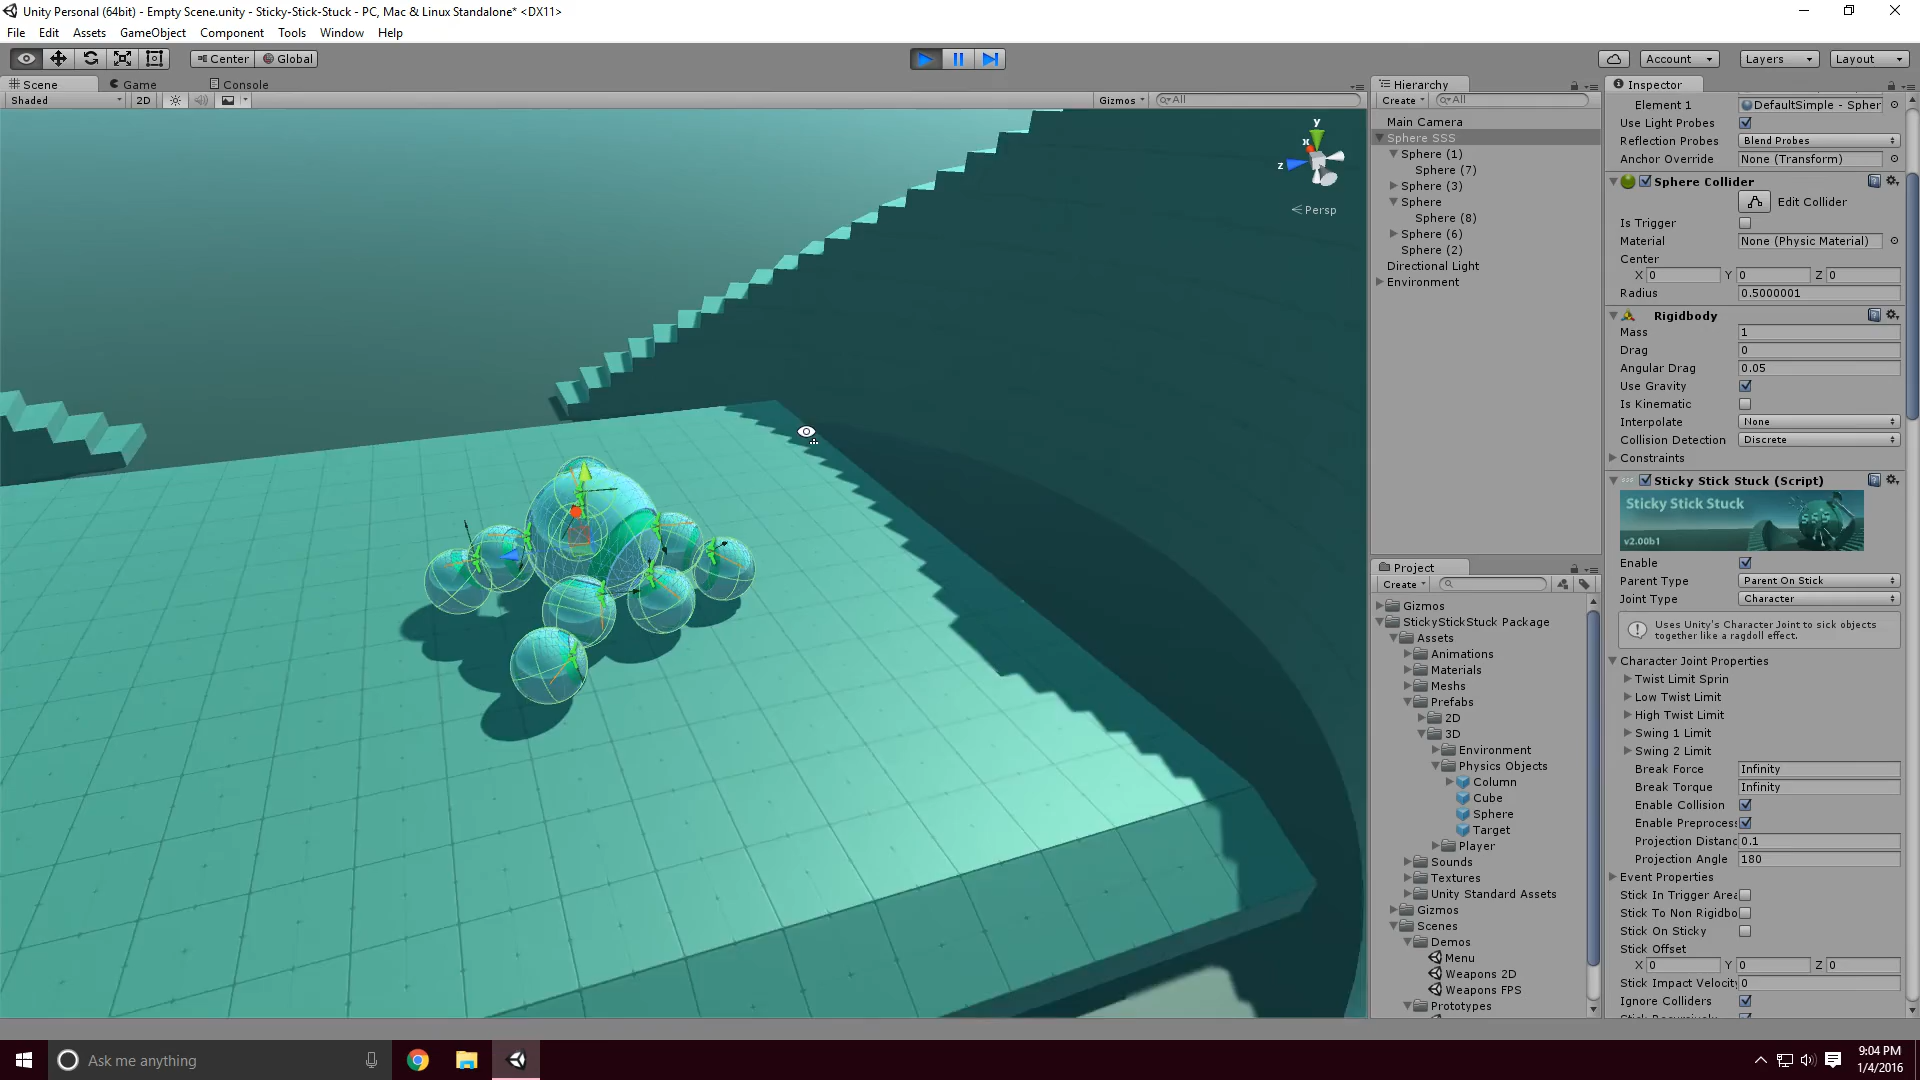 Unity Personal (64bit) - Empty Scene.unity - Sticky-Stick-Stuck - PC, Mac & Linux Standalone* <DX11>
File Edit Assets GameObject Component Tools Window Help
Center Global Account Layers Layout
Scene Game Console
Shaded 2D Gizmos All
y
x
z
Persp
Hierarchy
Create All
Main Camera
Sphere SSS
Sphere (1)
Sphere (7)
Sphere (3)
Sphere
Sphere (8)
Sphere (6)
Sphere (2)
Directional Light
Environment
Project
Create
Gizmos
StickyStickStuck Package
Assets
Animations
Materials
Meshs
Prefabs
2D
3D
Environment
Physics Objects
Column
Cube
Sphere
Target
Player
Sounds
Textures
Unity Standard Assets
Gizmos
Scenes
Demos
Menu
Weapons 2D
Weapons FPS
Prototypes
Inspector
Element 1 DefaultSimple - Spher
Use Light Probes
Reflection Probes Blend Probes
Anchor Override None (Transform)
Sphere Collider
Edit Collider
Is Trigger
Material None (Physic Material)
Center
X 0 Y 0 Z 0
Radius 0.5000001
Rigidbody
Mass 1
Drag 0
Angular Drag 0.05
Use Gravity
Is Kinematic
Interpolate None
Collision Detection Discrete
Constraints
Sticky Stick Stuck (Script)
Sticky Stick Stuck
SSS
v2.00b1
Enable
Parent Type Parent On Stick
Joint Type Character
Uses Unity's Character Joint to sick objects
together like a ragdoll effect.
Character Joint Properties
Twist Limit Sprin
Low Twist Limit
High Twist Limit
Swing 1 Limit
Swing 2 Limit
Break Force Infinity
Break Torque Infinity
Enable Collision
Enable Preprocess
Projection Distanc 0.1
Projection Angle 180
Event Properties
Stick In Trigger Area
Stick To Non Rigidbo
Stick On Sticky
Stick Offset
X 0 Y 0 Z 0
Stick Impact Velocity 0
Ignore Colliders
Stick Recursively
Ask me anything
9:04 PM
1/4/2016